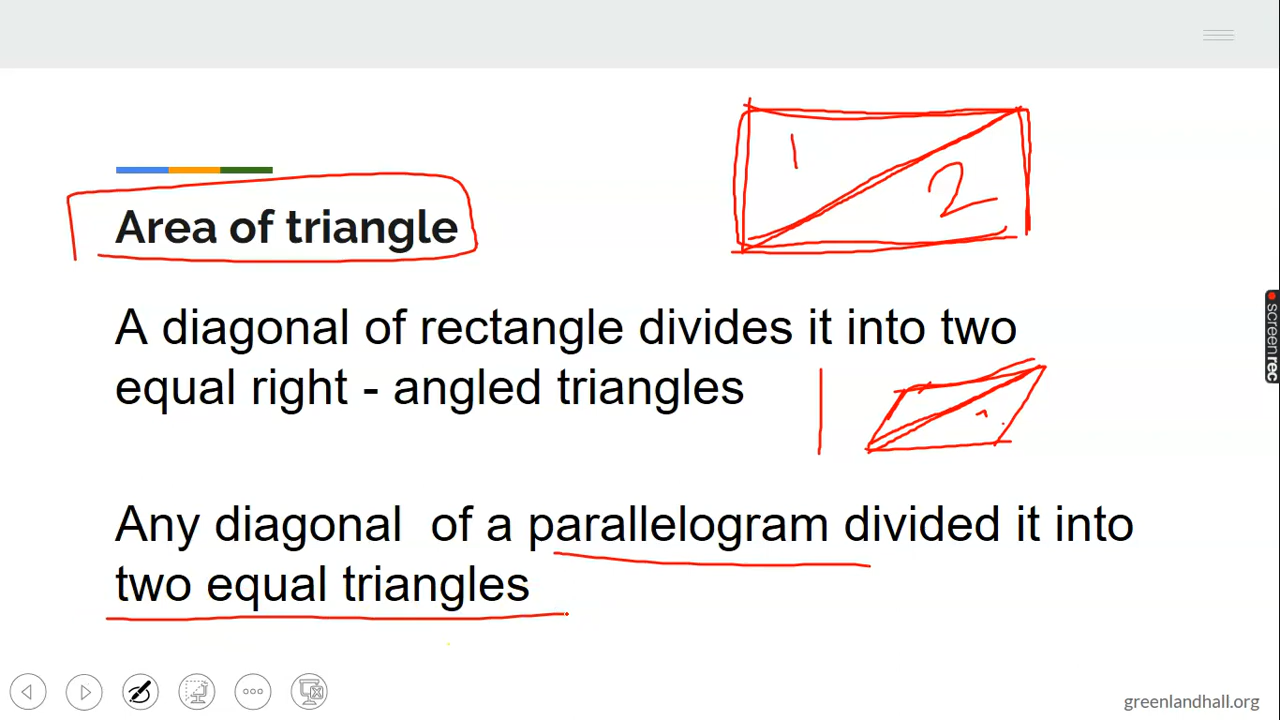 1
2
Area of triangle
A diagonal of rectangle divides it into two
equal right - angled triangles
Any diagonal of a parallelogram divided it into
two equal triangles
screenrec
greenlandhall.org